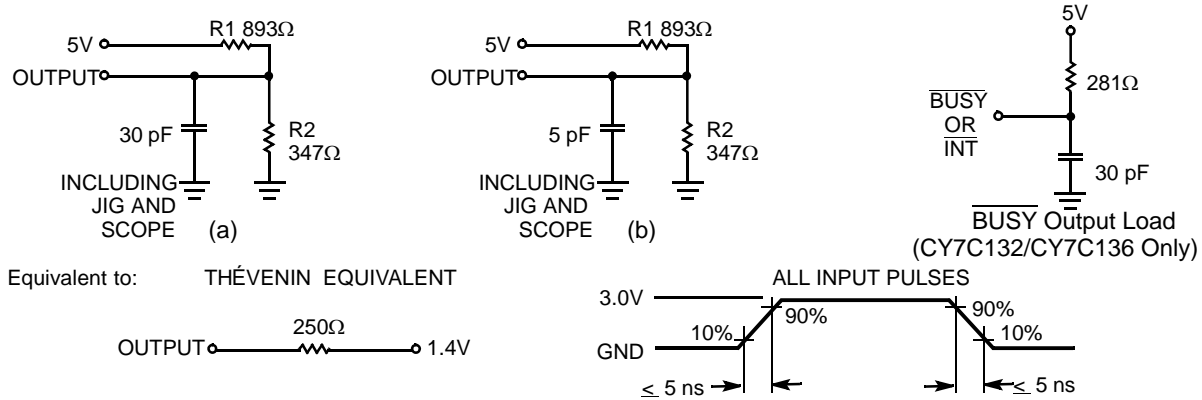 R1 893Ω
5V
OUTPUT
30 pF
R2
347Ω
INCLUDING
JIG AND
SCOPE
(a)
R1 893Ω
5V
OUTPUT
5 pF
R2
347Ω
INCLUDING
JIG AND
SCOPE
(b)
5V
281Ω
BUSY
OR
INT
30 pF
BUSY Output Load
(CY7C132/CY7C136 Only)
Equivalent to: THÉVENIN EQUIVALENT
250Ω
OUTPUT
1.4V
ALL INPUT PULSES
3.0V
90%
90%
10%
10%
GND
≤ 5 ns
≤ 5 ns